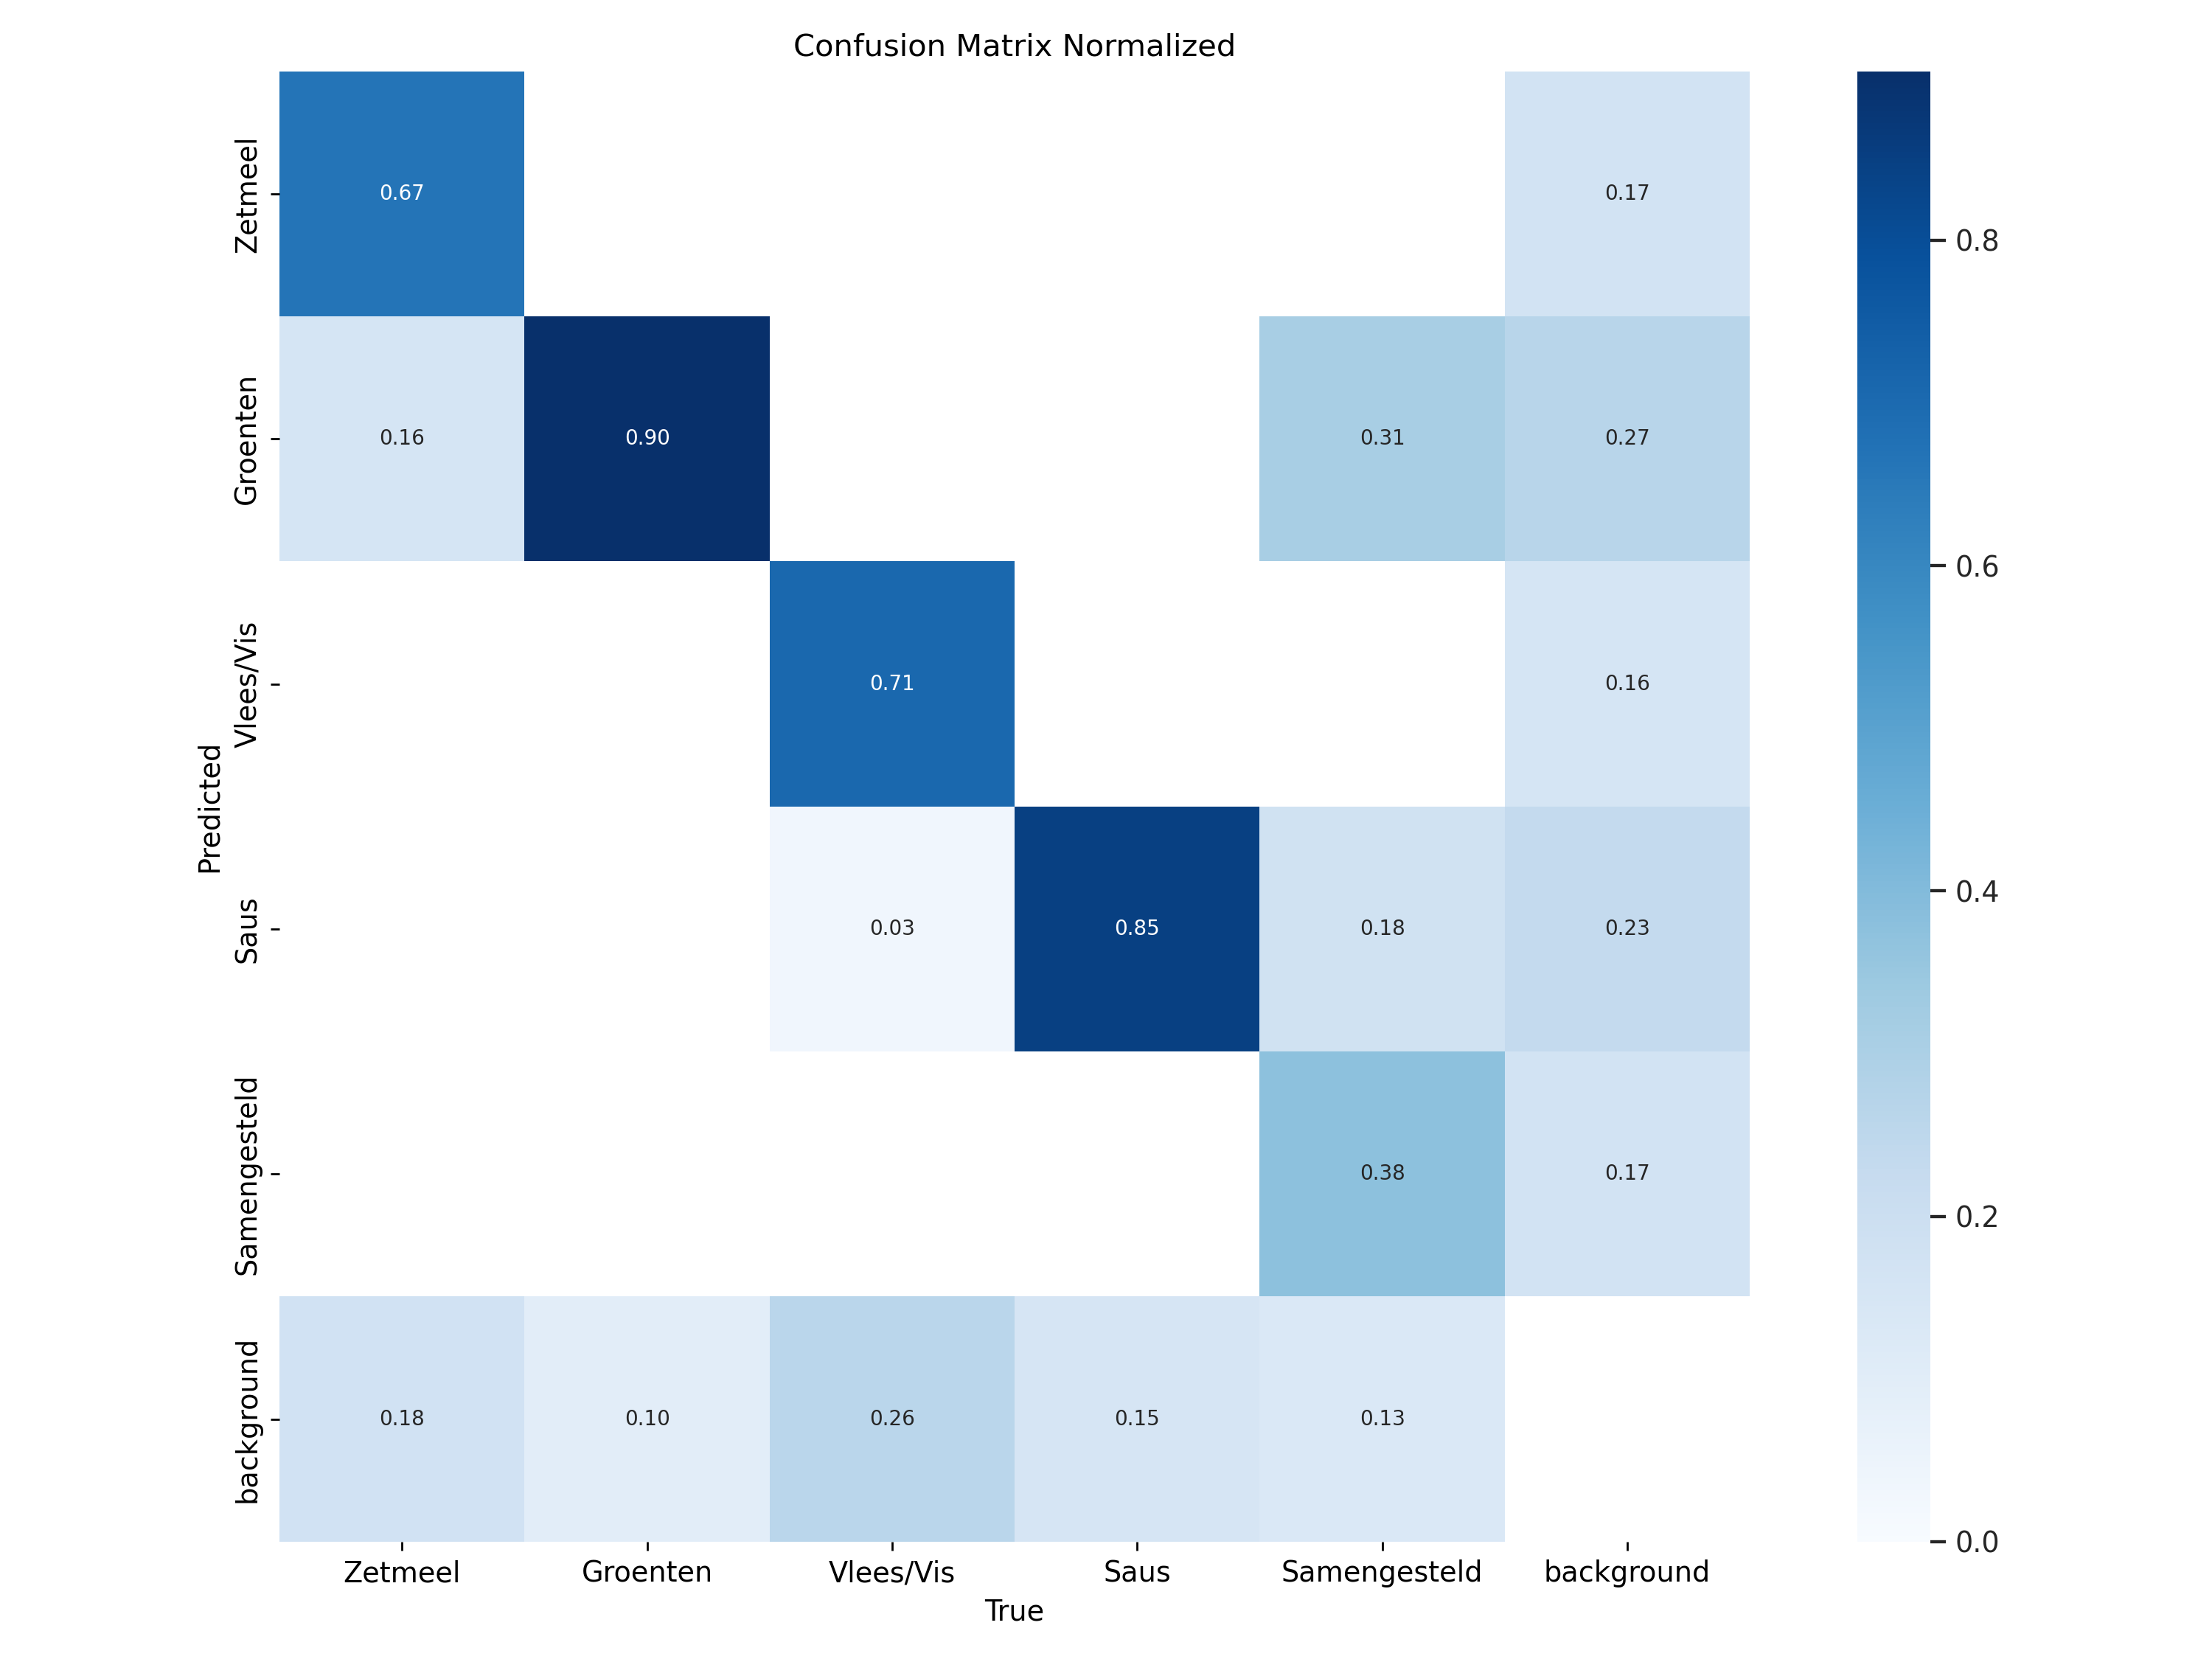 Confusion Matrix Normalized
Zetmeel
0.67
0.17
Groenten
0.16
0.90
0.31
0.27
Vlees/Vis
0.71
0.16
Saus
0.03
0.85
0.18
0.23
Samengesteld
0.38
0.17
background
0.18
0.10
0.26
0.15
0.13
Predicted
Zetmeel
Groenten
Vlees/Vis
Saus
Samengesteld
background
True
0.8
0.6
0.4
0.2
0.0